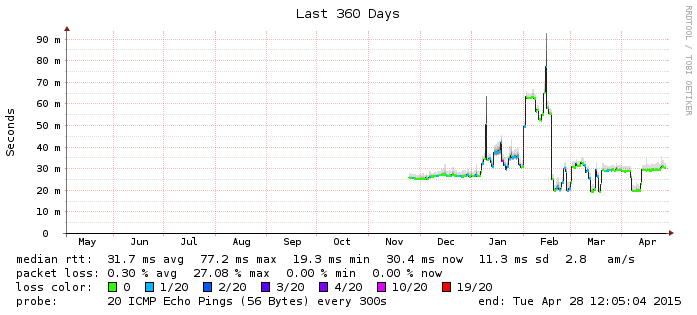 Last 360 Days
RRDTOOL / TOBI OETIKER
Seconds
90 m
80 m
70 m
60 m
50 m
40 m
30 m
20 m
10 m
0
May Jun Jul Aug Sep Oct Nov Dec Jan Feb Mar Apr
median rtt: 31.7 ms avg 77.2 ms max 19.3 ms min 30.4 ms now 11.3 ms sd 2.8 am/s
packet loss: 0.30 % avg 27.08 % max 0.00 % min 0.00 % now
loss color: 0 1/20 2/20 3/20 4/20 10/20 19/20
probe: 20 ICMP Echo Pings (56 Bytes) every 300s end: Tue Apr 28 12:05:04 2015